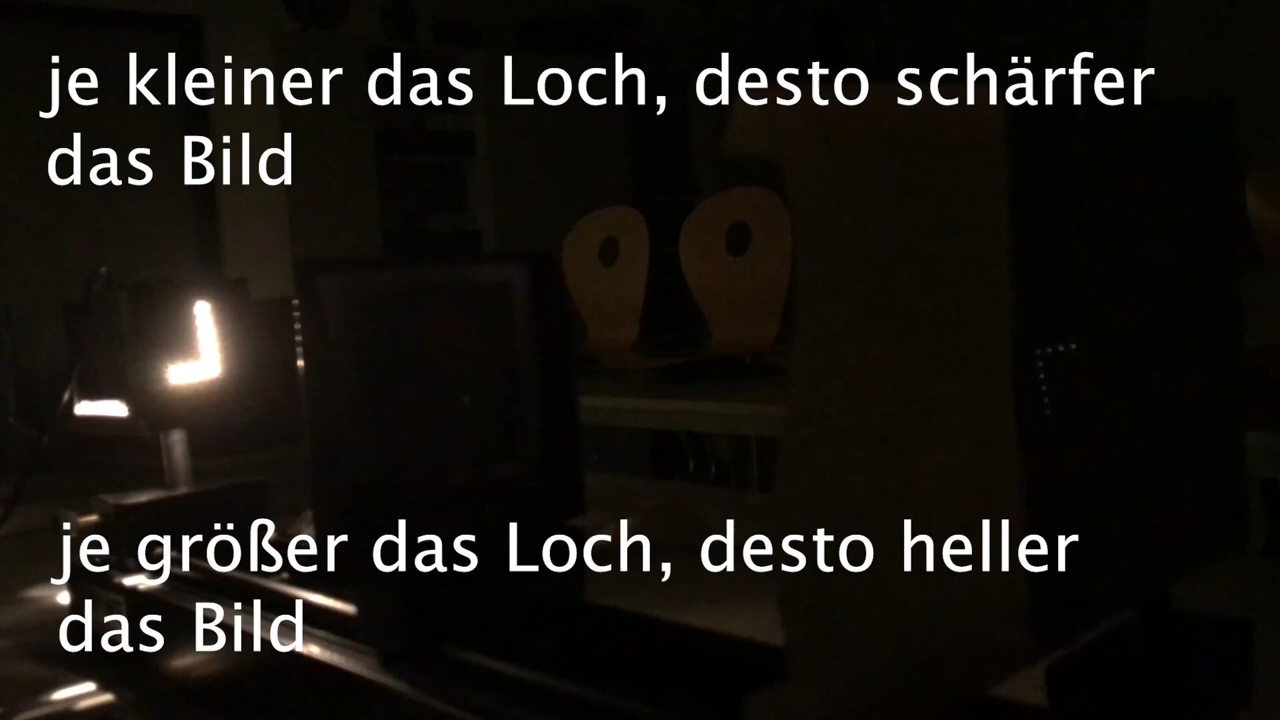 je kleiner das Loch, desto schärfer
das Bild
je größer das Loch, desto heller
das Bild